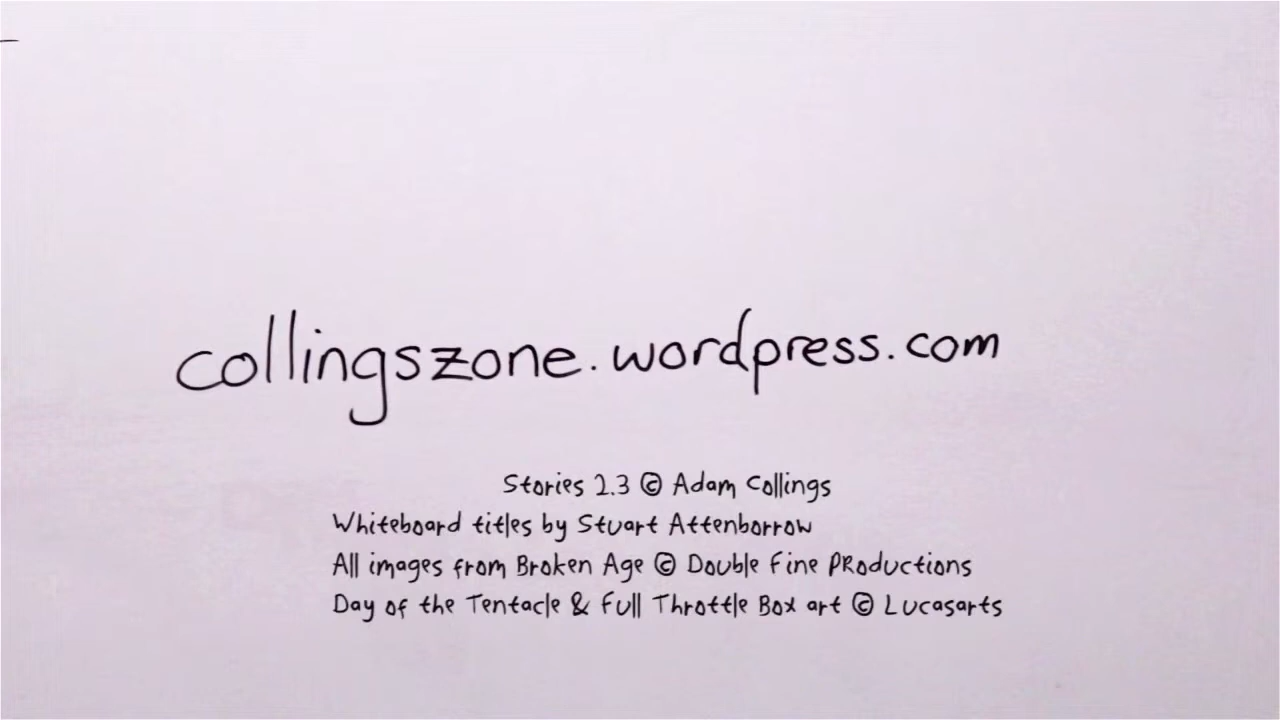 collingszone.wordpress.com
Stories 2.3 © Adam Collings
Whiteboard titles by Stuart Attenborrow
All images from Broken Age © Double Fine PRoductions
Day of the Tentacle & Full Throttle Box art © Lucasarts